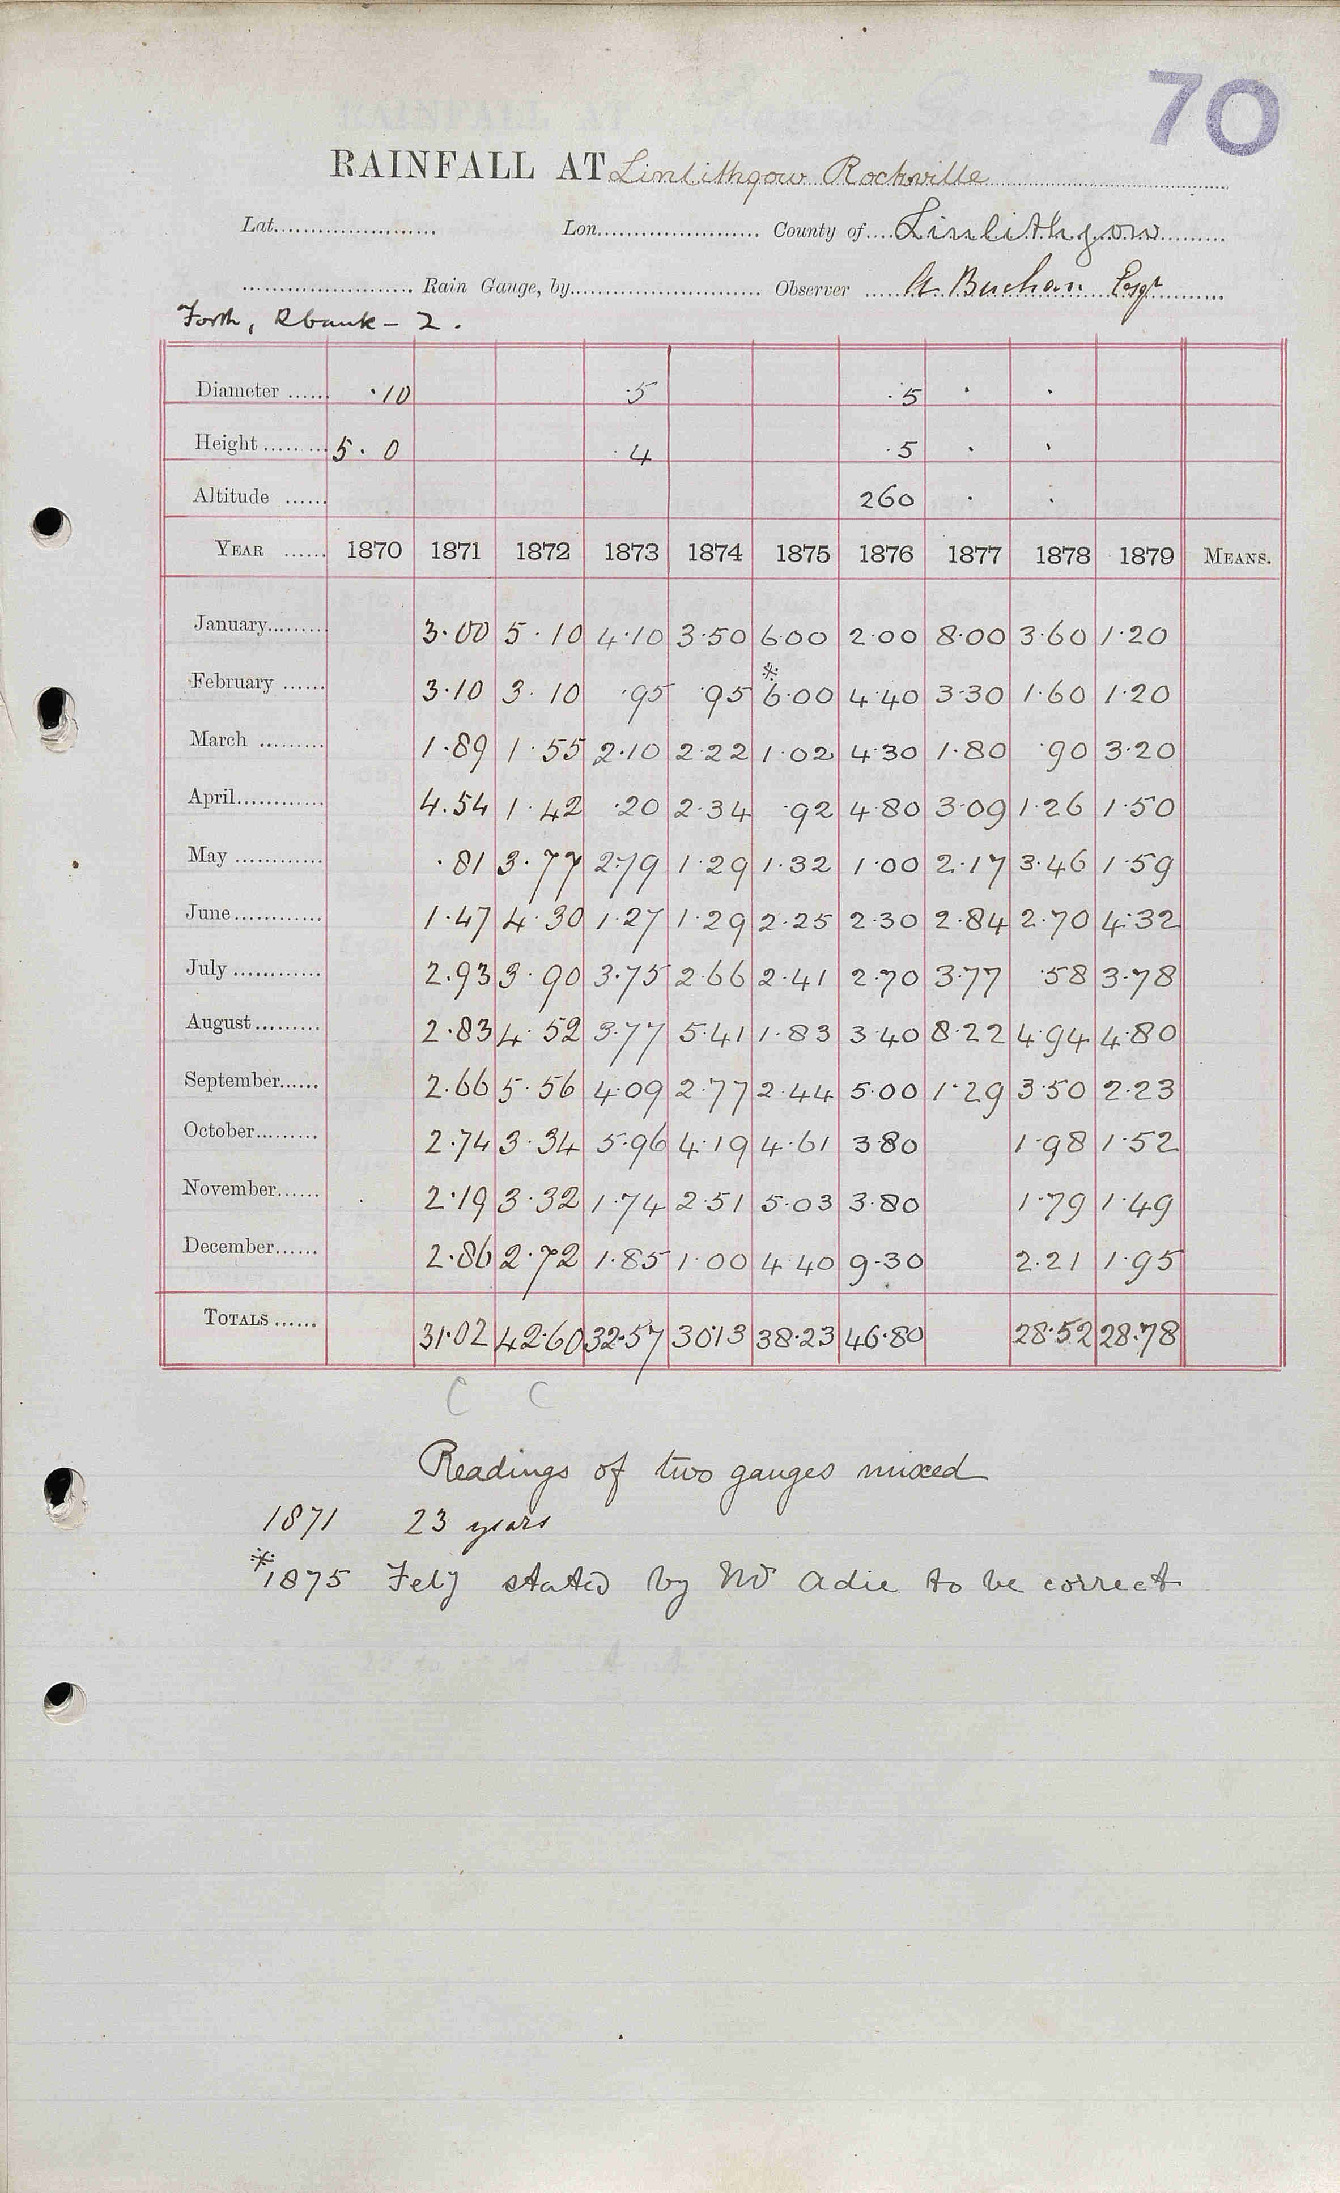 70
RAINFALL AT Linlithgow Rockville
Lat. Lon. County of Linlithgow
Rain Gauge, by Observer A. Buchan Esqr
Forth, Rbank - 2.
Diameter ·10 ·5 ·5 · ·
Height 5·0 ·4 ·5 · ·
Altitude 260 · ·
YEAR 1870 1871 1872 1873 1874 1875 1876 1877 1878 1879 MEANS.
January 3·00 5·10 4·10 3·50 6·00 2·00 8·00 3·60 1·20
February 3·10 3·10 ·95 ·95 *6·00 4·40 3·30 1·60 1·20
March 1·89 1·55 2·10 2·22 1·02 4·30 1·80 ·90 3·20
April 4·54 1·42 ·20 2·34 ·92 4·80 3·09 1·26 1·50
May ·81 3·77 2·79 1·29 1·32 1·00 2·17 3·46 1·59
June 1·47 4·30 1·27 1·29 2·25 2·30 2·84 2·70 4·32
July 2·93 3·90 3·75 2·66 2·41 2·70 3·77 ·58 3·78
August 2·83 4·52 3·77 5·41 1·83 3·40 8·22 4·94 4·80
September 2·66 5·56 4·09 2·77 2·44 5·00 1·29 3·50 2·23
October 2·74 3·34 5·96 4·19 4·61 3·80 1·98 1·52
November 2·19 3·32 1·74 2·51 5·03 3·80 1·79 1·49
December 2·86 2·72 1·85 1·00 4·40 9·30 2·21 1·95
TOTALS 31·02 42·60 32·57 30·13 38·23 46·80 28·52 28·78
C C
Readings of two gauges mixed
1871 23 years
*1875 Feby stated by Mr Adie to be correct